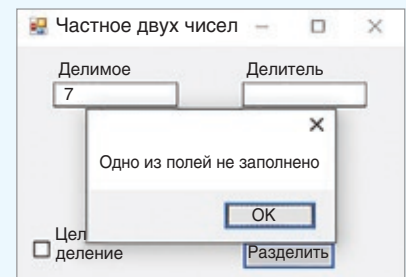 Частное двух чисел
Делимое Делитель
7
Одно из полей не заполнено
OK
Цел
деление
Разделить